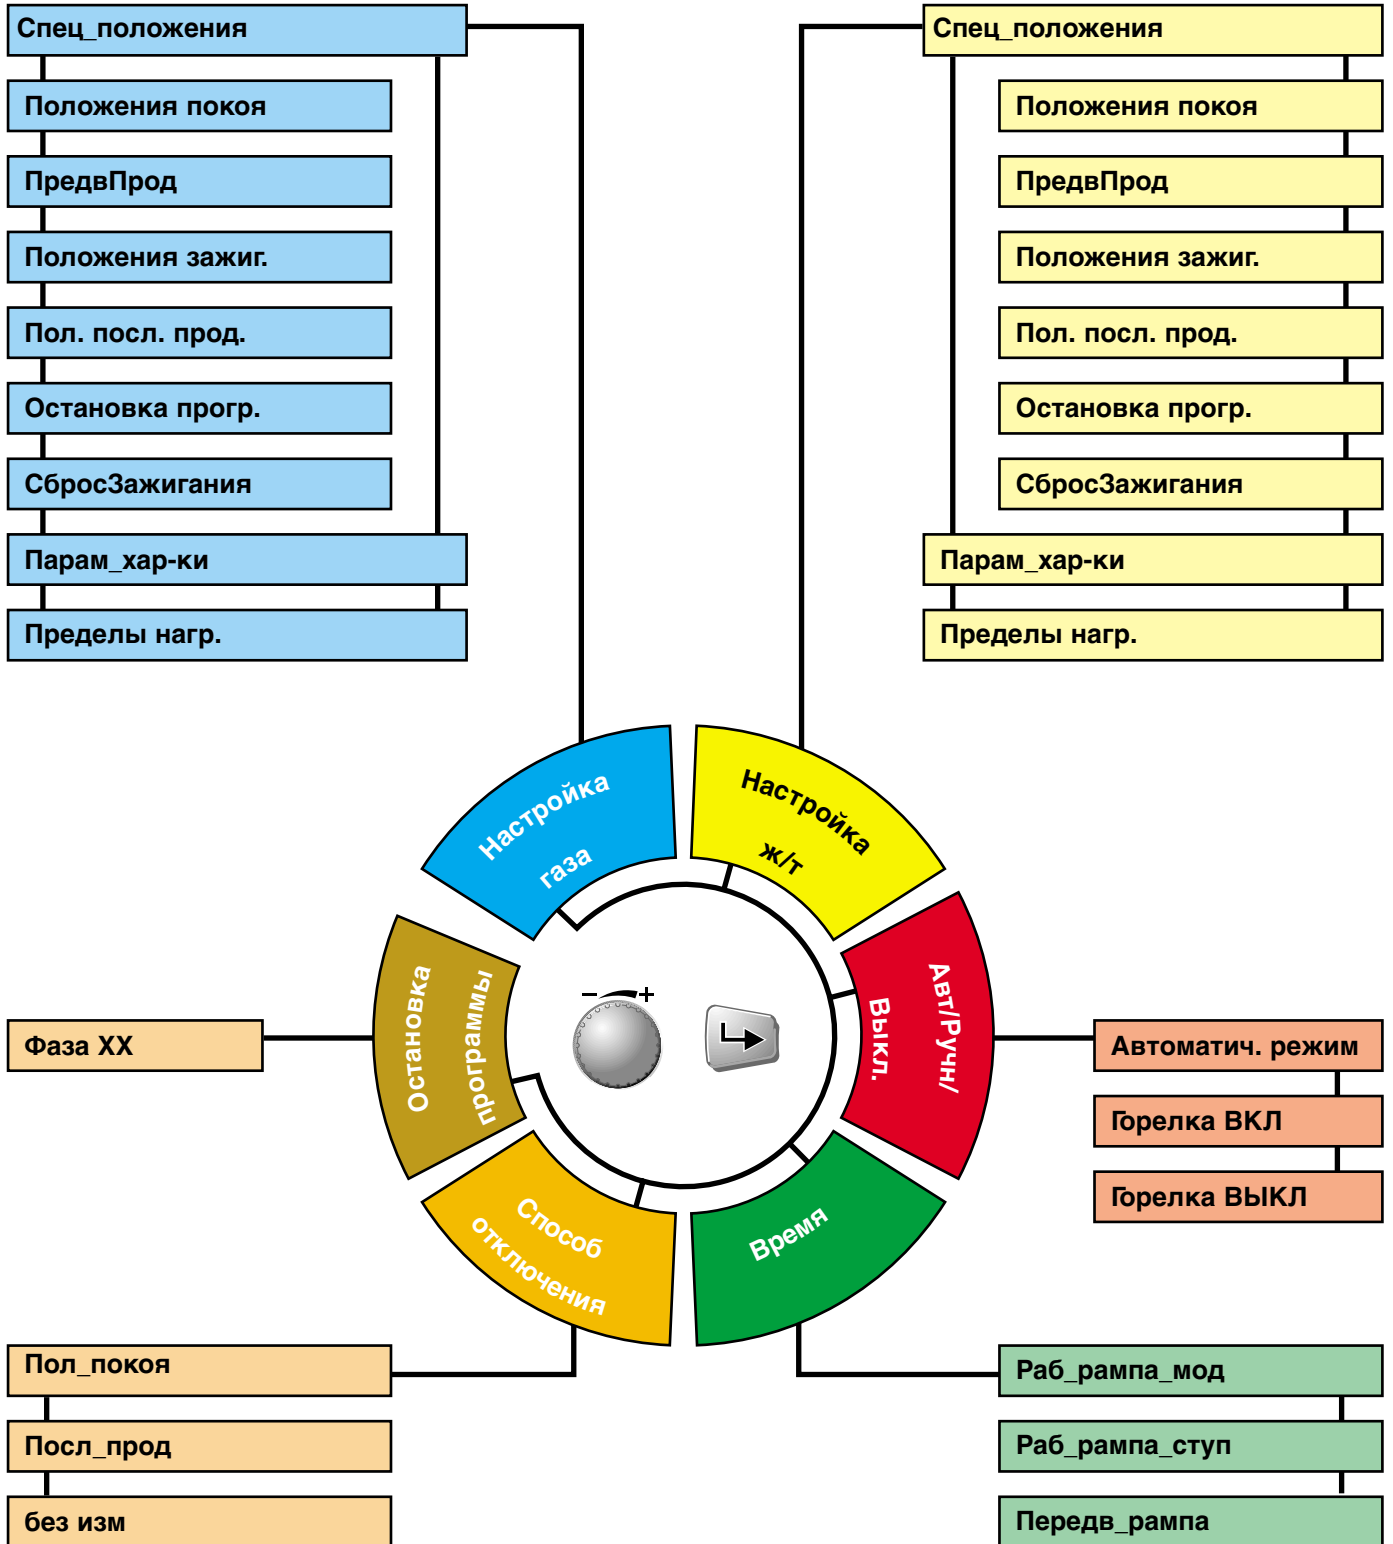 Спец_положения
Положения покоя
ПредвПрод
Положения зажиг.
Пол. посл. прод.
Остановка прогр.
СбросЗажигания
Парам_хар-ки
Пределы нагр.
Спец_положения
Положения покоя
ПредвПрод
Положения зажиг.
Пол. посл. прод.
Остановка прогр.
СбросЗажигания
Парам_хар-ки
Пределы нагр.
Настройка
газа
Настройка
ж/т
Авт/Ручн/
Выкл.
Время
Способ
отключения
Остановка
программы
− +
Фаза XX
Автоматич. режим
Горелка ВКЛ
Горелка ВЫКЛ
Пол_покоя
Посл_прод
без изм
Раб_рампа_мод
Раб_рампа_ступ
Передв_рампа